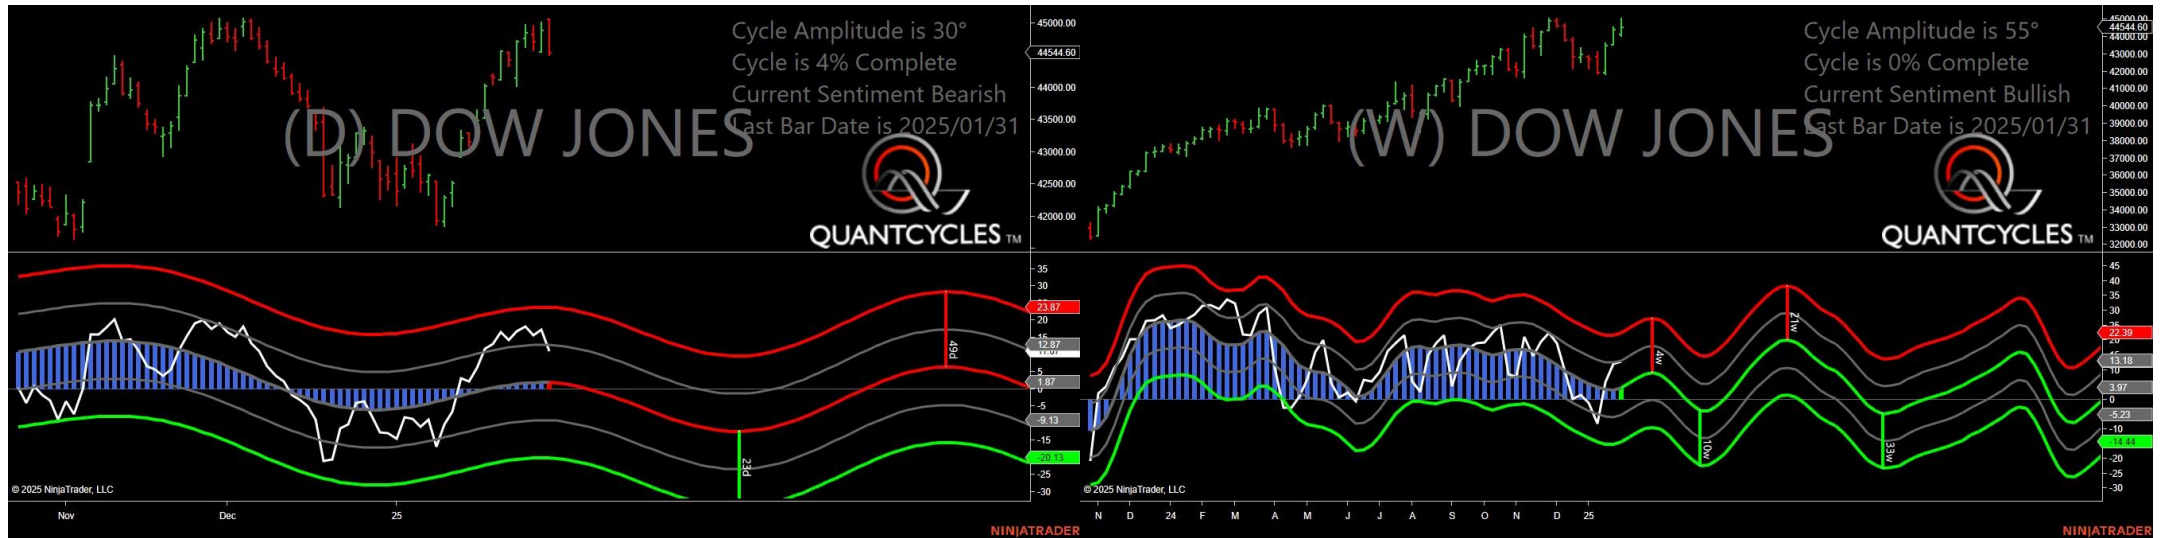 Cycle Amplitude is 30°
Cycle is 4% Complete
Current Sentiment Bearish
Last Bar Date is 2025/01/31
(D) DOW JONES
QUANTCYCLES TM
45000.00
44544.60
44000.00
43500.00
43000.00
42500.00
42000.00
35
30
23.87
20
15
12.87
5
1.87
0
-5
-9.13
-15
-20.13
-25
-30
49d
23d
© 2025 NinjaTrader, LLC
Nov
Dec
25
NINJATRADER
Cycle Amplitude is 55°
Cycle is 0% Complete
Current Sentiment Bullish
Last Bar Date is 2025/01/31
(W) DOW JONES
QUANTCYCLES TM
45000.00
44544.60
44000.00
43000.00
42000.00
41000.00
40000.00
39000.00
38000.00
37000.00
36000.00
35000.00
34000.00
33000.00
32000.00
45
40
35
30
25
22.39
20
15
13.18
10
3.97
0
-5.23
-10
-14.44
-20
-25
-30
4w
21w
10w
33w
© 2025 NinjaTrader, LLC
N D 24 F M A M J J A S O N D 25
NINJATRADER